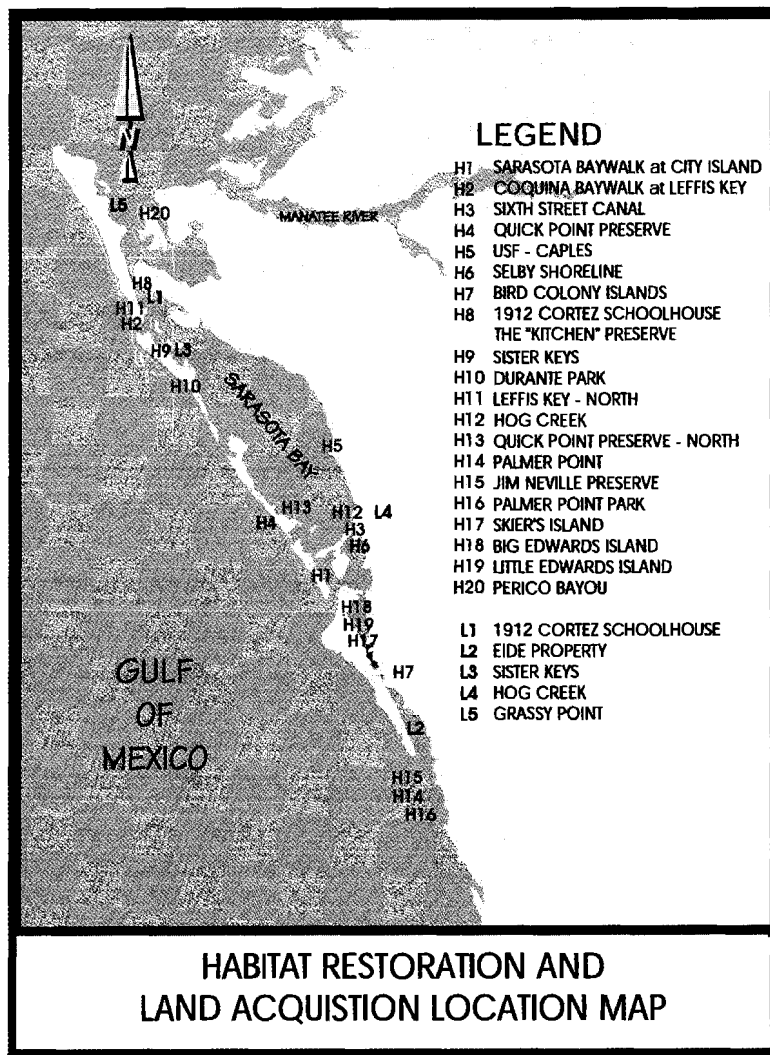 N
LEGEND
H1 SARASOTA BAYWALK at CITY ISLAND
H2 COQUINA BAYWALK at LEFFIS KEY
H3 SIXTH STREET CANAL
H4 QUICK POINT PRESERVE
H5 USF - CAPLES
H6 SELBY SHORELINE
H7 BIRD COLONY ISLANDS
H8 1912 CORTEZ SCHOOLHOUSE
THE "KITCHEN" PRESERVE
H9 SISTER KEYS
H10 DURANTE PARK
H11 LEFFIS KEY - NORTH
H12 HOG CREEK
H13 QUICK POINT PRESERVE - NORTH
H14 PALMER POINT
H15 JIM NEVILLE PRESERVE
H16 PALMER POINT PARK
H17 SKIER'S ISLAND
H18 BIG EDWARDS ISLAND
H19 LITTLE EDWARDS ISLAND
H20 PERICO BAYOU
L1 1912 CORTEZ SCHOOLHOUSE
L2 EIDE PROPERTY
L3 SISTER KEYS
L4 HOG CREEK
L5 GRASSY POINT
L5
H20
MANATEE RIVER
H8
L1
H11
H2
H9 L3
H10
SARASOTA BAY
H5
H13
H12 L4
H4
H3
H6
H1
H18
H19
H17
H7
L2
H15
H14
H16
GULF
OF
MEXICO
HABITAT RESTORATION AND
LAND ACQUISTION LOCATION MAP